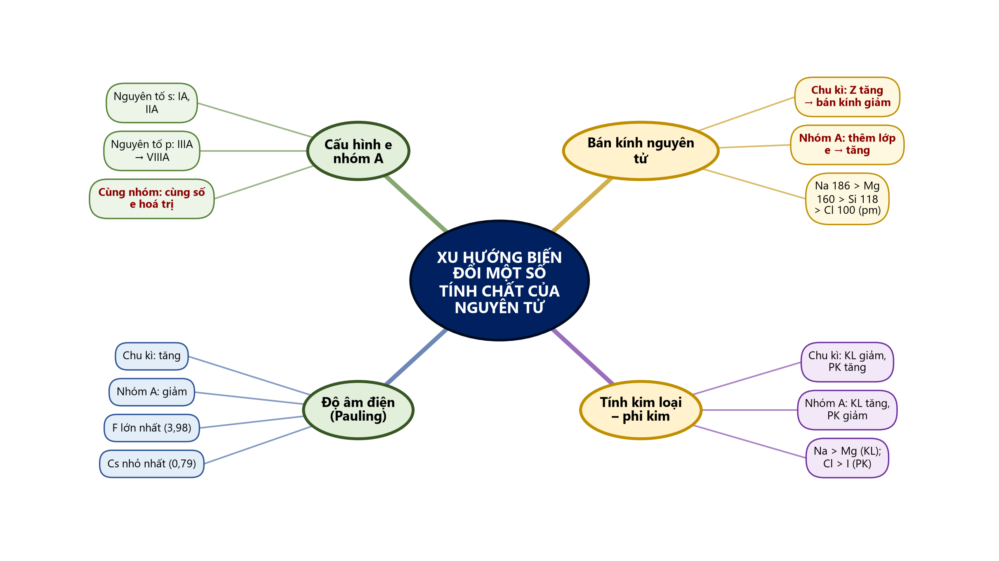 XU HƯỚNG BIẾN
ĐỔI MỘT SỐ
TÍNH CHẤT CỦA
NGUYÊN TỬ
Cấu hình e
nhóm A
Nguyên tố s: IA,
IIA
Nguyên tố p: IIIA
→ VIIIA
Cùng nhóm: cùng số
e hoá trị
Bán kính nguyên
tử
Chu kì: Z tăng
→ bán kính giảm
Nhóm A: thêm lớp
e → tăng
Na 186 > Mg
160 > Si 118
> Cl 100 (pm)
Độ âm điện
(Pauling)
Chu kì: tăng
Nhóm A: giảm
F lớn nhất (3,98)
Cs nhỏ nhất (0,79)
Tính kim loại
– phi kim
Chu kì: KL giảm,
PK tăng
Nhóm A: KL tăng,
PK giảm
Na > Mg (KL);
Cl > I (PK)